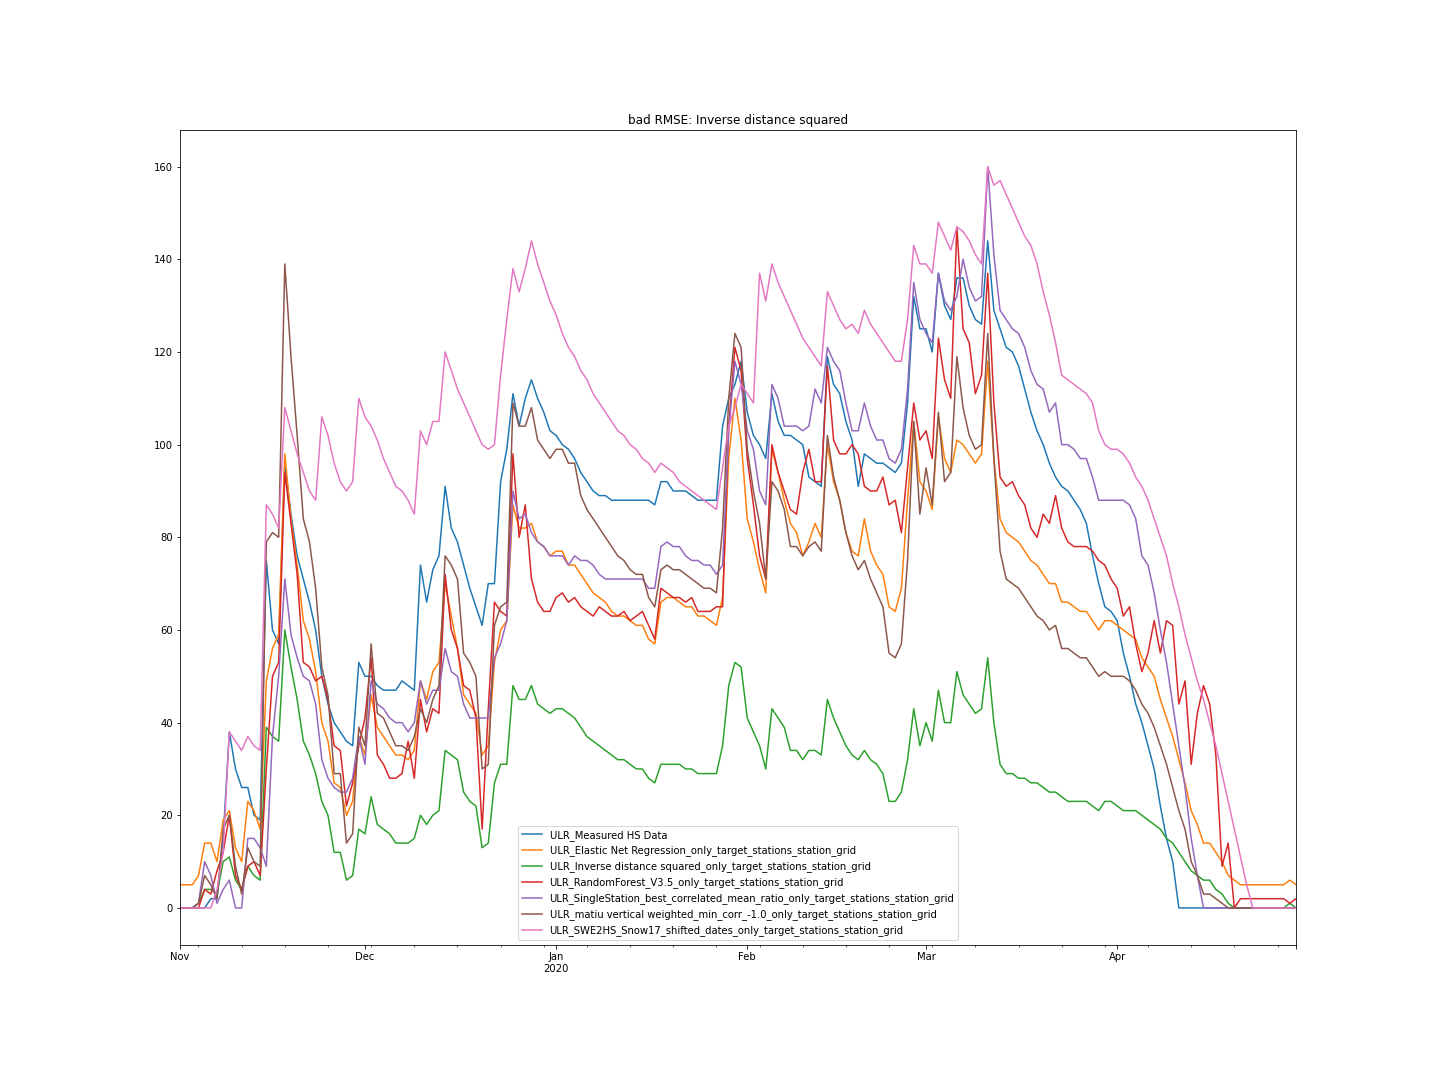 bad RMSE: Inverse distance squared
160
140
120
100
80
60
40
20
0
ULR_Measured HS Data
ULR_Elastic Net Regression_only_target_stations_station_grid
ULR_Inverse distance squared_only_target_stations_station_grid
ULR_RandomForest_V3.5_only_target_stations_station_grid
ULR_SingleStation_best_correlated_mean_ratio_only_target_stations_station_grid
ULR_matiu vertical weighted_min_corr_-1.0_only_target_stations_station_grid
ULR_SWE2HS_Snow17_shifted_dates_only_target_stations_station_grid
Nov Dec Jan Feb Mar Apr
2020